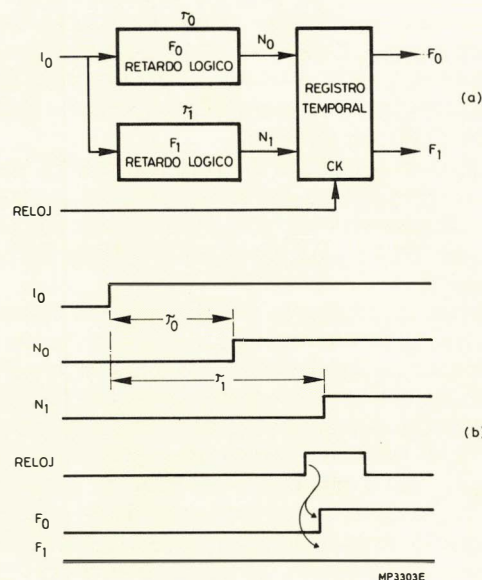 τ0
I0
F0
RETARDO LOGICO
N0
REGISTRO
TEMPORAL
CK
F0
(a)
τ1
F1
RETARDO LOGICO
N1
F1
RELOJ
I0
τ0
N0
τ1
N1
(b)
RELOJ
F0
F1
MP3303E